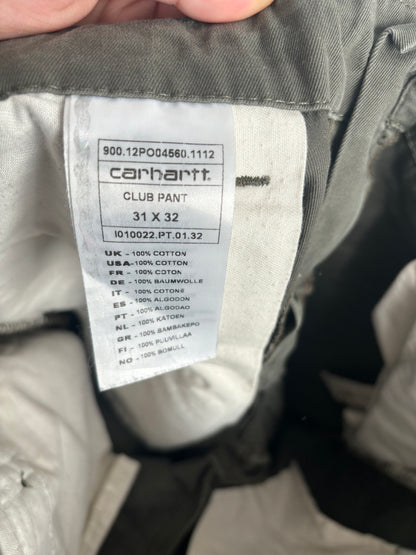 900.12PO04560.1112
carhartt.
CLUB PANT
31 X 32
I010022.PT.01.32
UK - 100% COTTON
USA - 100% COTTON
FR - 100% COTON
DE - 100% BAUMWOLLE
IT - 100% COTONE
ES - 100% ALGODON
PT - 100% ALGODAO
NL - 100% KATOEN
GR - 100% BAMBAKEPO
FI - 100% PUUVILLAA
NO - 100% BOMULL